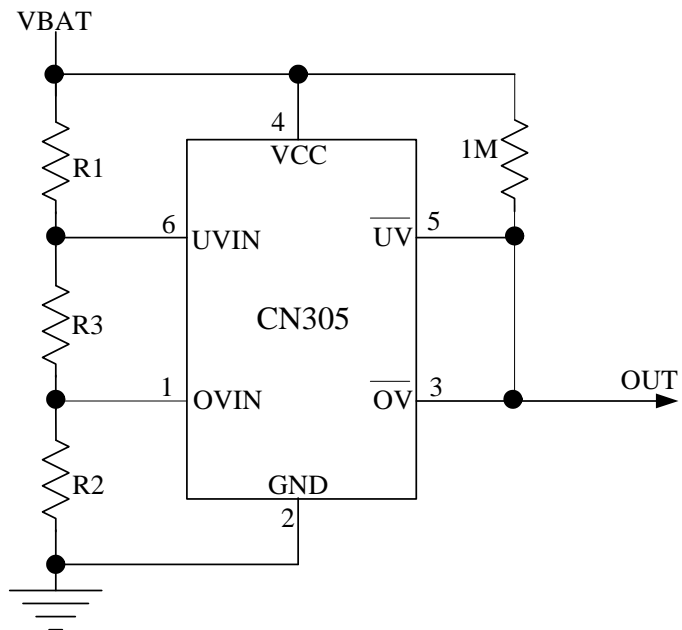 VBAT
4
VCC
R1
1M
6
UVIN
UV
5
R3
CN305
1
OVIN
OV
3
OUT
R2
GND
2